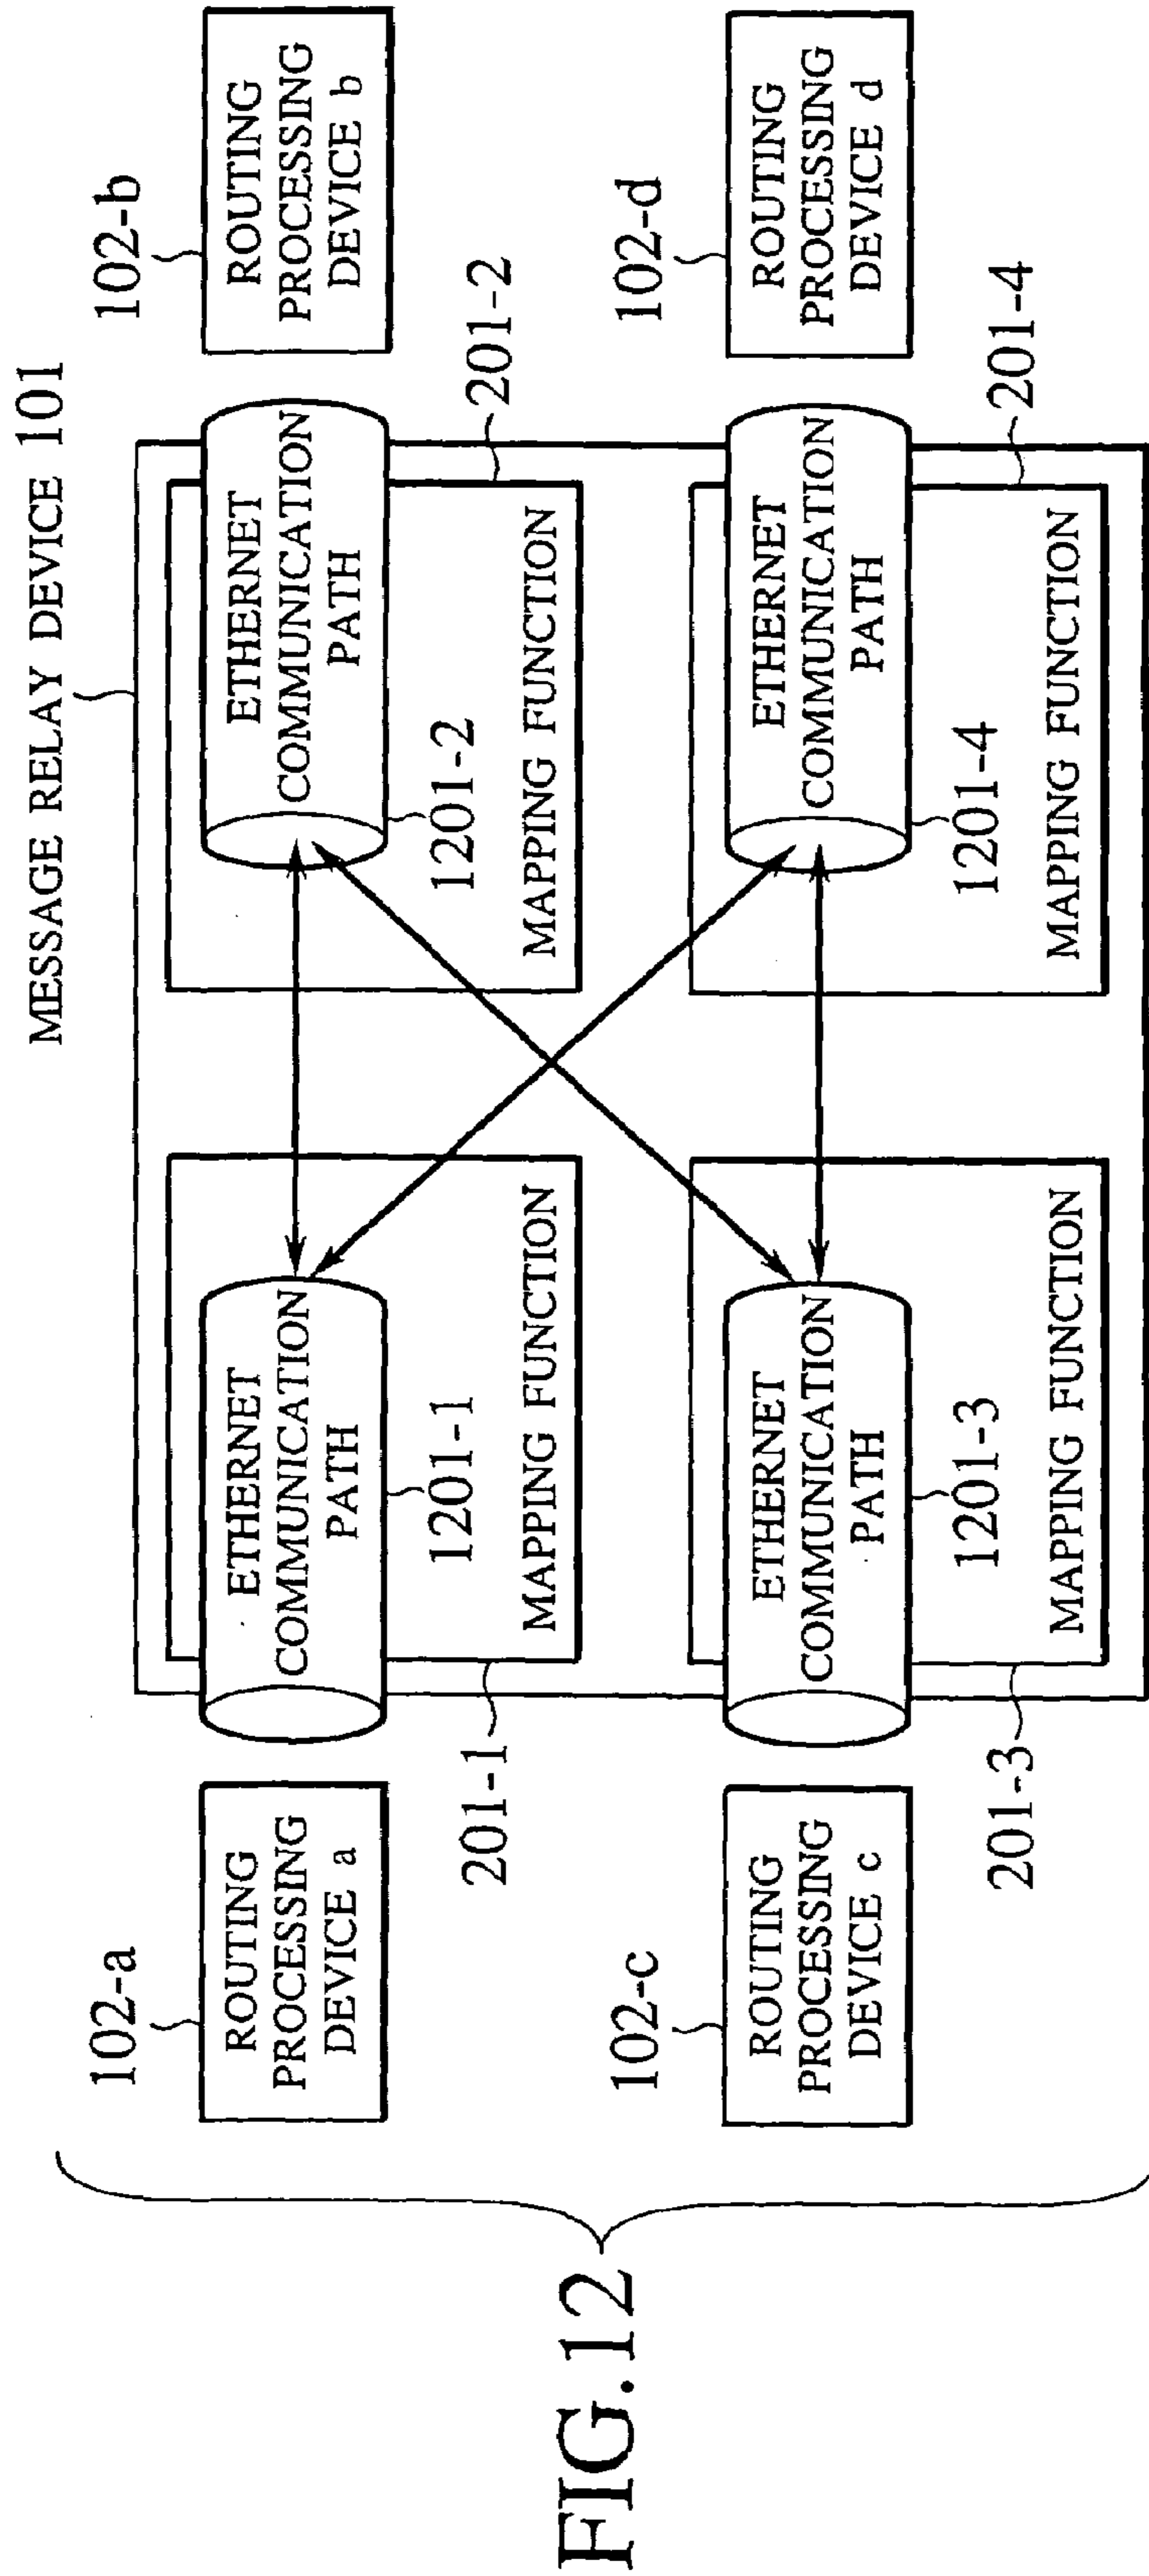 FIG.12
MESSAGE RELAY DEVICE 101
102-a
ROUTING
PROCESSING
DEVICE a
201-1
ETHERNET
COMMUNICATION
PATH
1201-1
MAPPING FUNCTION
ETHERNET
COMMUNICATION
PATH
1201-2
MAPPING FUNCTION
201-2
102-b
ROUTING
PROCESSING
DEVICE b
102-c
ROUTING
PROCESSING
DEVICE c
201-3
ETHERNET
COMMUNICATION
PATH
1201-3
MAPPING FUNCTION
ETHERNET
COMMUNICATION
PATH
1201-4
MAPPING FUNCTION
201-4
102-d
ROUTING
PROCESSING
DEVICE d